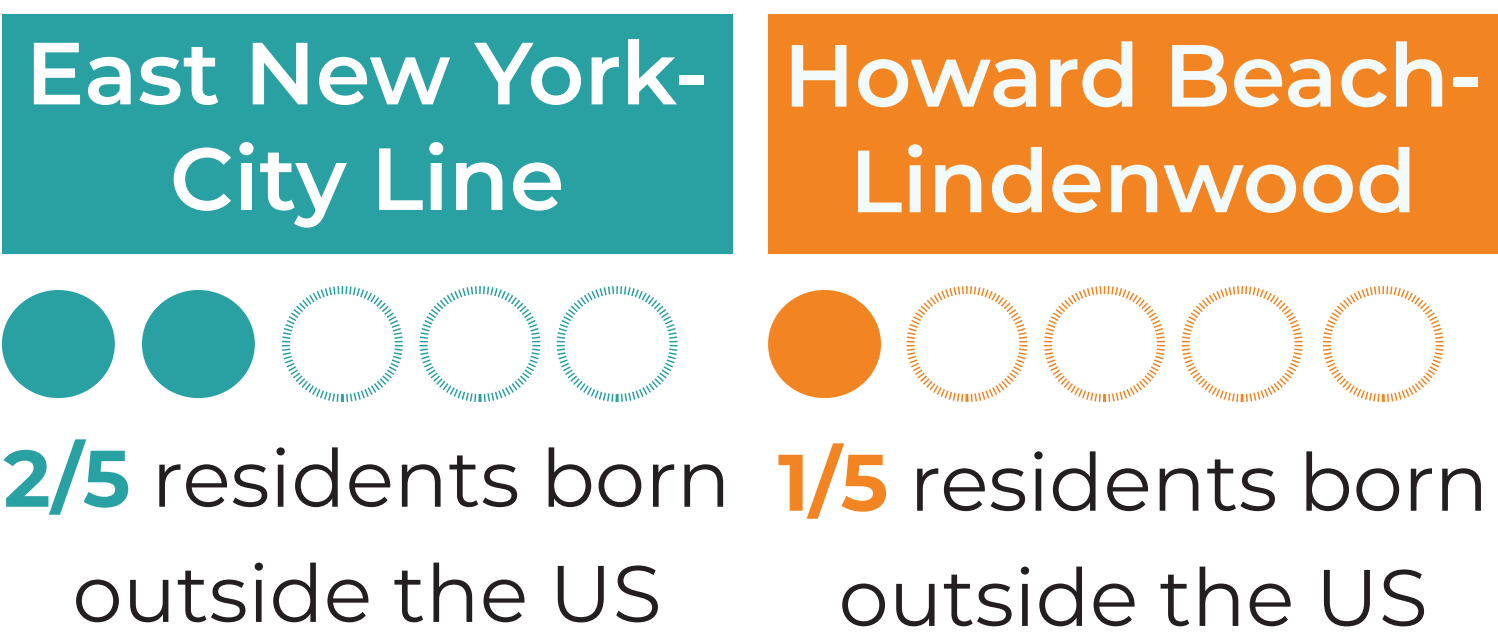 East New York-
City Line
2/5 residents born
outside the US
Howard Beach-
Lindenwood
1/5 residents born
outside the US